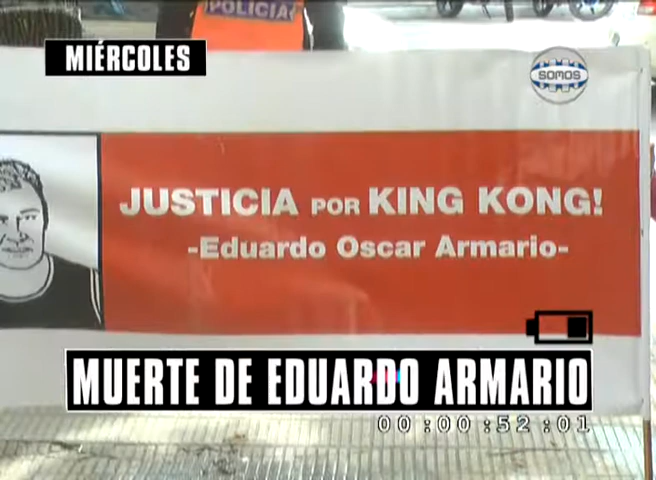 POLICIA
MIÉRCOLES
SOMOS
JUSTICIA POR KING KONG!
-Eduardo Oscar Armario-
MUERTE DE EDUARDO ARMARIO
00:00:52:01